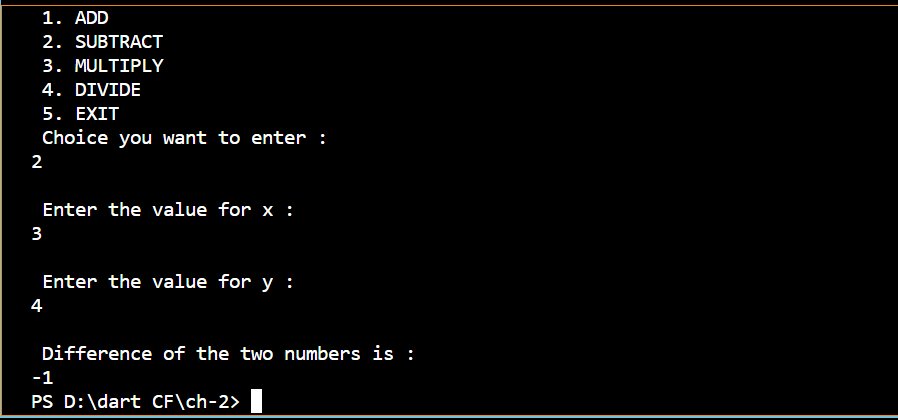 1. ADD
2. SUBTRACT
3. MULTIPLY
4. DIVIDE
5. EXIT
Choice you want to enter :
2
Enter the value for x :
3
Enter the value for y :
4
Difference of the two numbers is :
-1
PS D:\dart CF\ch-2>